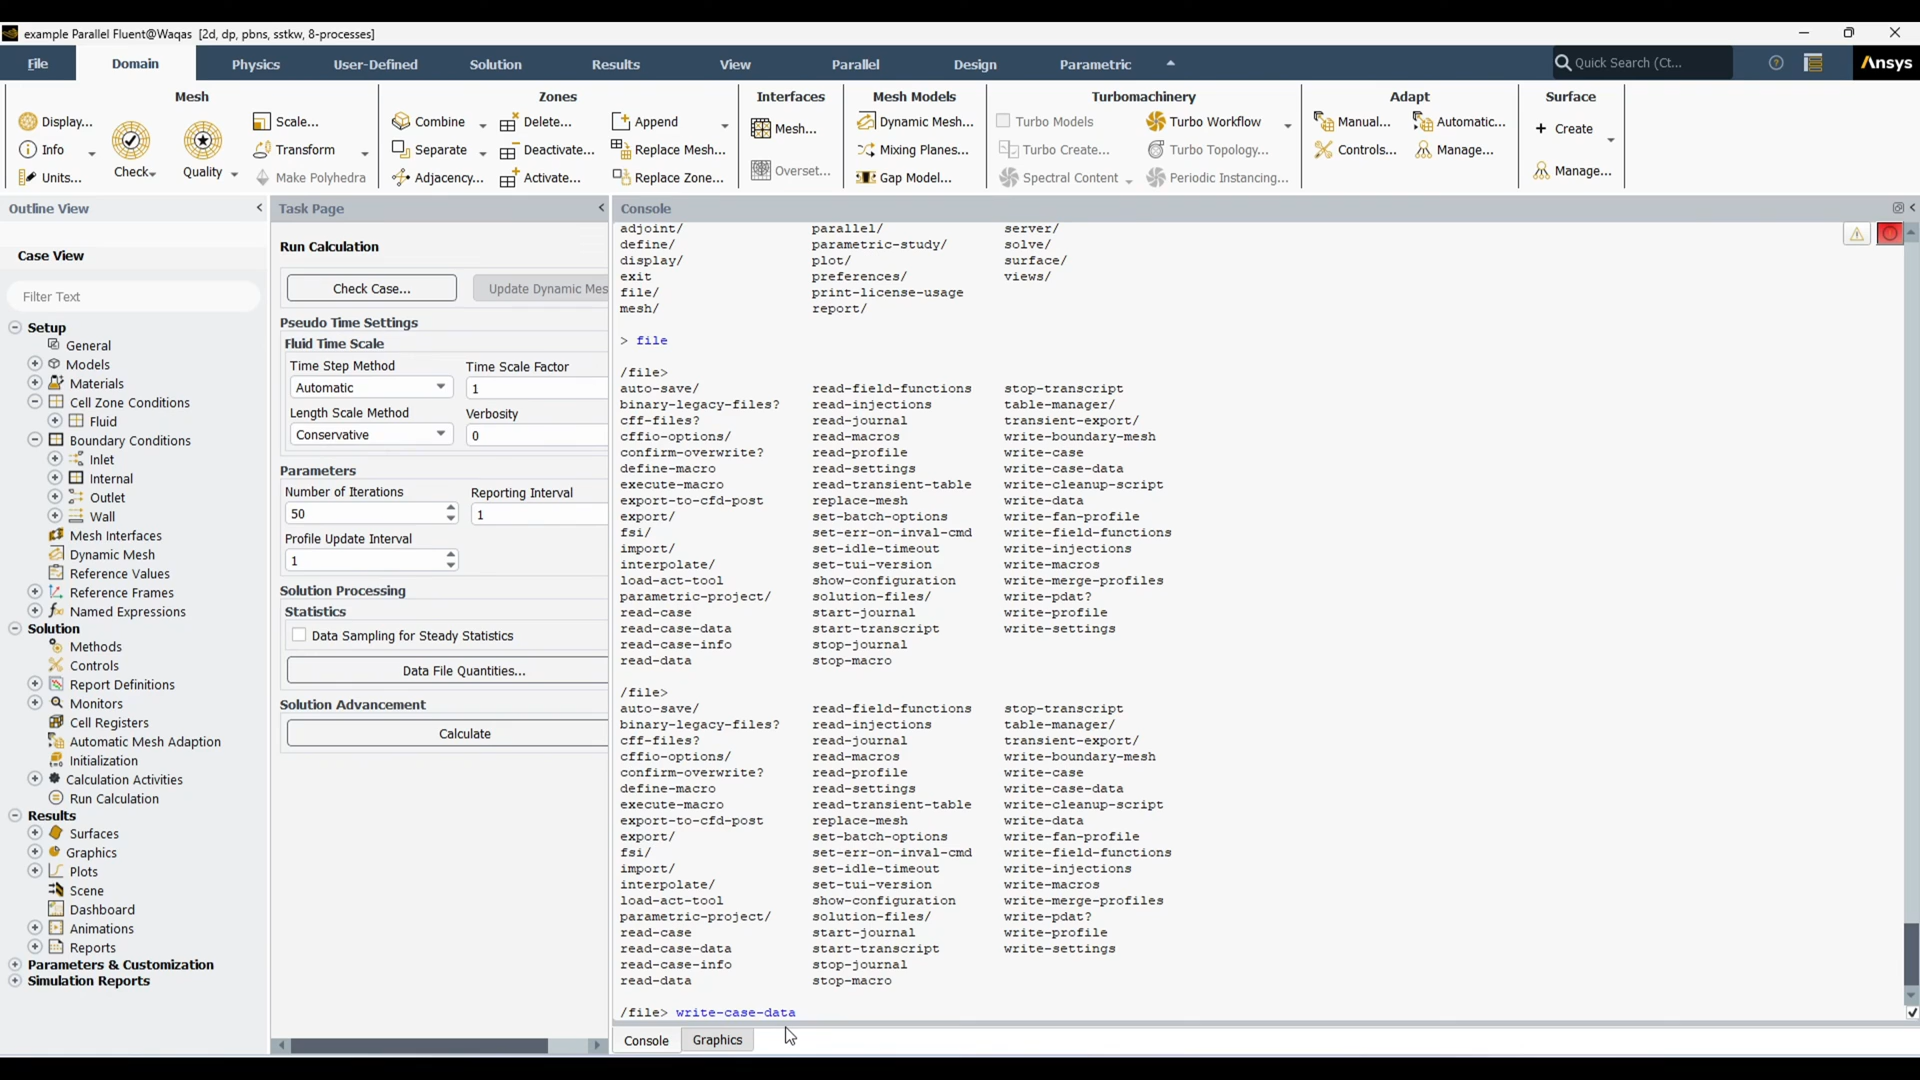 example Parallel Fluent@Waqas [2d, dp, pbns, sstkw, 8-processes]
File Domain Physics User-Defined Solution Results View Parallel Design Parametric Quick Search (Ct... Ansys
Mesh
Display...
Info
Units...
Check
Quality
Scale...
Transform
Make Polyhedra
Zones
Combine
Separate
Adjacency...
Delete...
Deactivate...
Activate...
Append
Replace Mesh...
Replace Zone...
Interfaces
Mesh...
Overset...
Mesh Models
Dynamic Mesh...
Mixing Planes...
Gap Model...
Turbomachinery
Turbo Models
Turbo Create...
Spectral Content
Turbo Workflow
Turbo Topology...
Periodic Instancing...
Adapt
Manual...
Controls...
Automatic...
Manage...
Surface
+ Create
Manage...
Outline View
Case View
Filter Text
Setup
General
Models
Materials
Cell Zone Conditions
Fluid
Boundary Conditions
Inlet
Internal
Outlet
Wall
Mesh Interfaces
Dynamic Mesh
Reference Values
Reference Frames
Named Expressions
Solution
Methods
Controls
Report Definitions
Monitors
Cell Registers
Automatic Mesh Adaption
Initialization
Calculation Activities
Run Calculation
Results
Surfaces
Graphics
Plots
Scene
Dashboard
Animations
Reports
Parameters & Customization
Simulation Reports
Task Page
Run Calculation
Check Case... Update Dynamic Mes
Pseudo Time Settings
Fluid Time Scale
Time Step Method Time Scale Factor
Automatic 1
Length Scale Method Verbosity
Conservative 0
Parameters
Number of Iterations Reporting Interval
50 1
Profile Update Interval
1
Solution Processing
Statistics
Data Sampling for Steady Statistics
Data File Quantities...
Solution Advancement
Calculate
Console
adjoint/ parallel/ server/
define/ parametric-study/ solve/
display/ plot/ surface/
exit preferences/ views/
file/ print-license-usage
mesh/ report/
> file
/file>
auto-save/ read-field-functions stop-transcript
binary-legacy-files? read-injections table-manager/
cff-files? read-journal transient-export/
cffio-options/ read-macros write-boundary-mesh
confirm-overwrite? read-profile write-case
define-macro read-settings write-case-data
execute-macro read-transient-table write-cleanup-script
export-to-cfd-post replace-mesh write-data
export/ set-batch-options write-fan-profile
fsi/ set-err-on-inval-cmd write-field-functions
import/ set-idle-timeout write-injections
interpolate/ set-tui-version write-macros
load-act-tool show-configuration write-merge-profiles
parametric-project/ solution-files/ write-pdat?
read-case start-journal write-profile
read-case-data start-transcript write-settings
read-case-info stop-journal
read-data stop-macro
/file>
auto-save/ read-field-functions stop-transcript
binary-legacy-files? read-injections table-manager/
cff-files? read-journal transient-export/
cffio-options/ read-macros write-boundary-mesh
confirm-overwrite? read-profile write-case
define-macro read-settings write-case-data
execute-macro read-transient-table write-cleanup-script
export-to-cfd-post replace-mesh write-data
export/ set-batch-options write-fan-profile
fsi/ set-err-on-inval-cmd write-field-functions
import/ set-idle-timeout write-injections
interpolate/ set-tui-version write-macros
load-act-tool show-configuration write-merge-profiles
parametric-project/ solution-files/ write-pdat?
read-case start-journal write-profile
read-case-data start-transcript write-settings
read-case-info stop-journal
read-data stop-macro
/file> write-case-data
Console Graphics